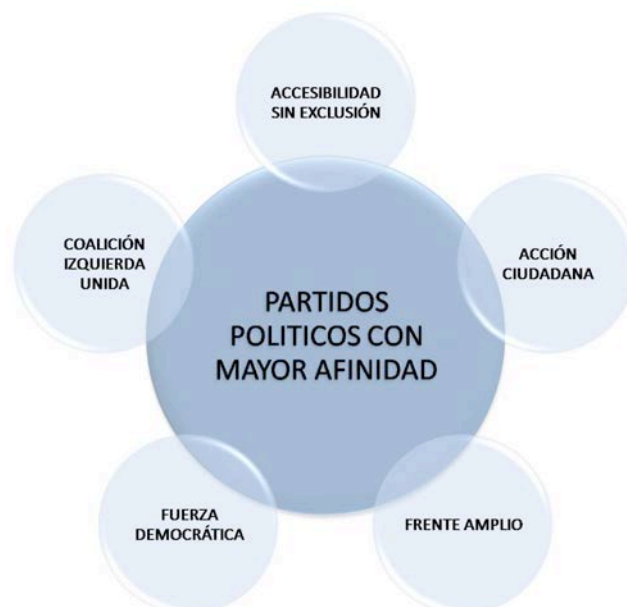 ACCESIBILIDAD
SIN EXCLUSIÓN
COALICIÓN
IZQUIERDA
UNIDA
ACCIÓN
CIUDADANA
PARTIDOS
POLITICOS CON
MAYOR AFINIDAD
FUERZA
DEMOCRÁTICA
FRENTE AMPLIO